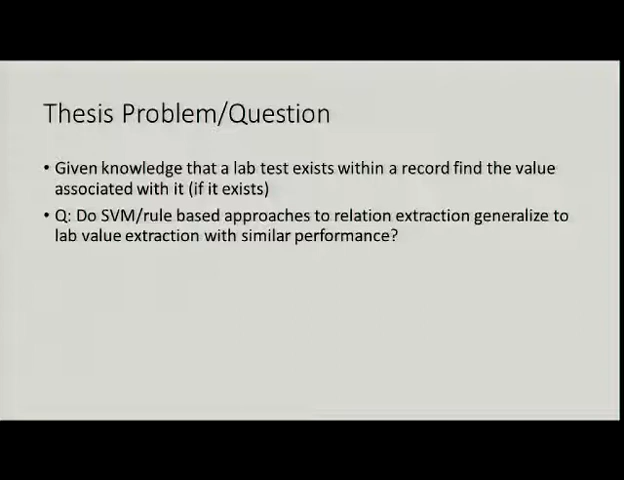 Thesis Problem/Question
• Given knowledge that a lab test exists within a record find the value
associated with it (if it exists)
• Q: Do SVM/rule based approaches to relation extraction generalize to
lab value extraction with similar performance?